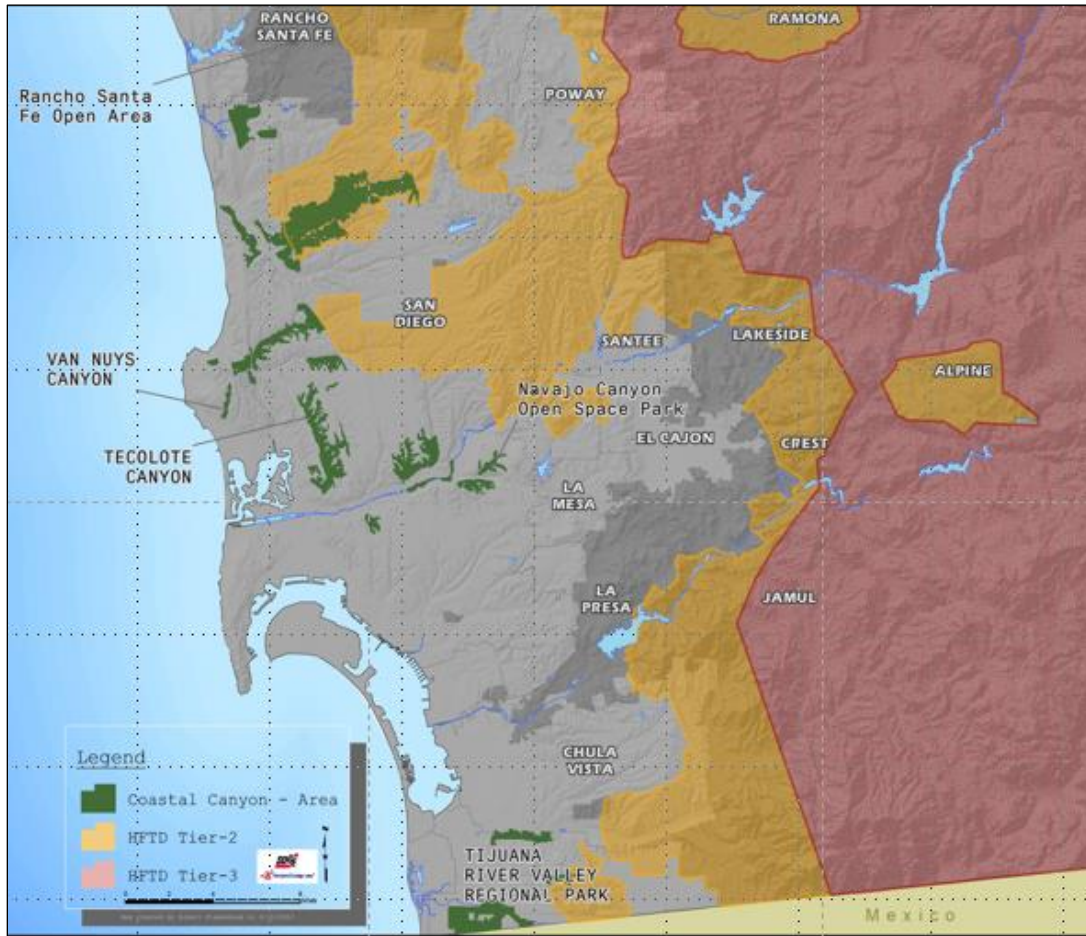 RANCHO
SANTA FE
RAMONA
Rancho Santa
Fe Open Area
POWAY
SAN
DIEGO
SANTEE
LAKESIDE
VAN NUYS
CANYON
ALPINE
Navajo Canyon
Open Space Park
EL CAJON
CREST
TECOLOTE
CANYON
LA
MESA
LA
PRESA
JAMUL
CHULA
VISTA
Legend
Coastal Canyon - Area
HFTD Tier-2
HFTD Tier-3
TIJUANA
RIVER VALLEY
REGIONAL PARK
Mexico